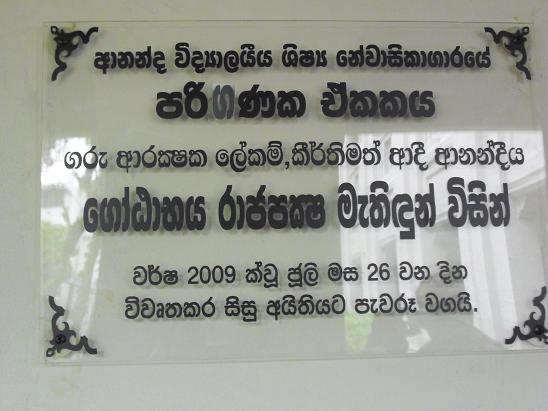 ආනන්ද විද්‍යාලයීය ශිෂ්‍ය නේවාසිකාගාරයේ
පරිගණක ඒකකය
ගරු ආරක්‍ෂක ලේකම්,කීර්තිමත් ආදී ආනන්දීය
ගෝඨාභය රාජපක්‍ෂ මැතිඳුන් විසින්
වර්ෂ 2009 ක්වූ ජූලි මස 26 වන දින
විවෘතකර සිසු අයිතියට පැවරූ වගයි.